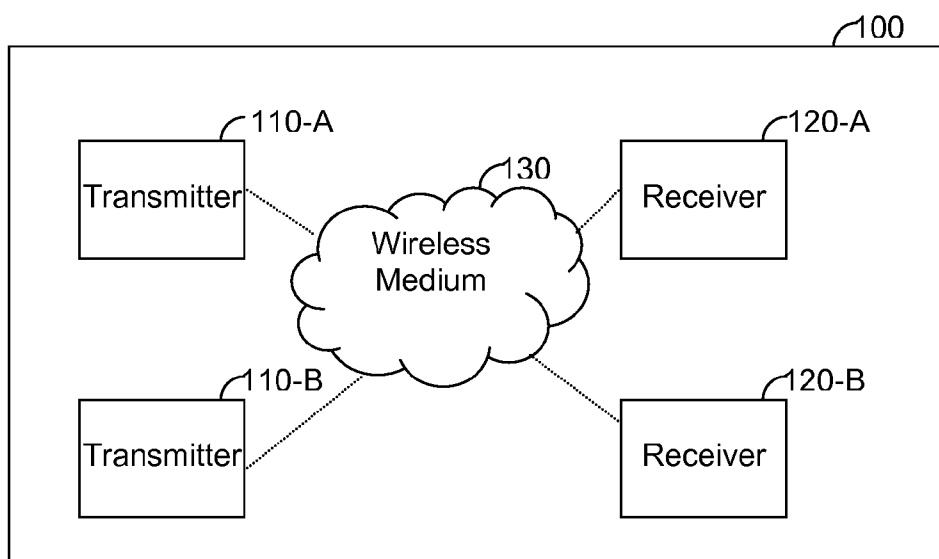 100
110-A
120-A
Transmitter
130
Receiver
Wireless
Medium
110-B
120-B
Transmitter
Receiver